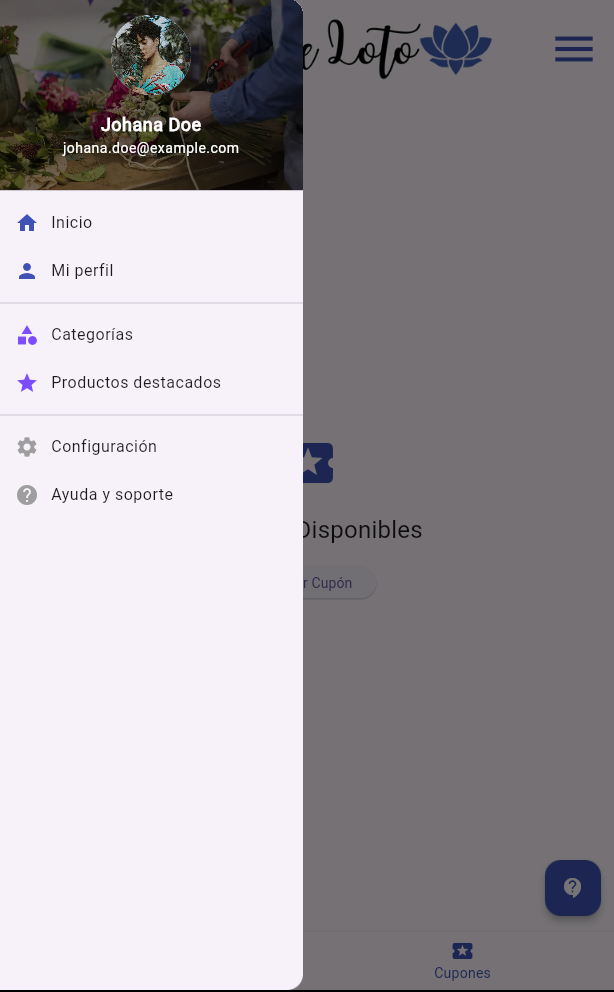 e Loto
Johana Doe
johana.doe@example.com
Inicio
Mi perfil
Categorías
Productos destacados
Configuración
Ayuda y soporte
Disponibles
r Cupón
Cupones